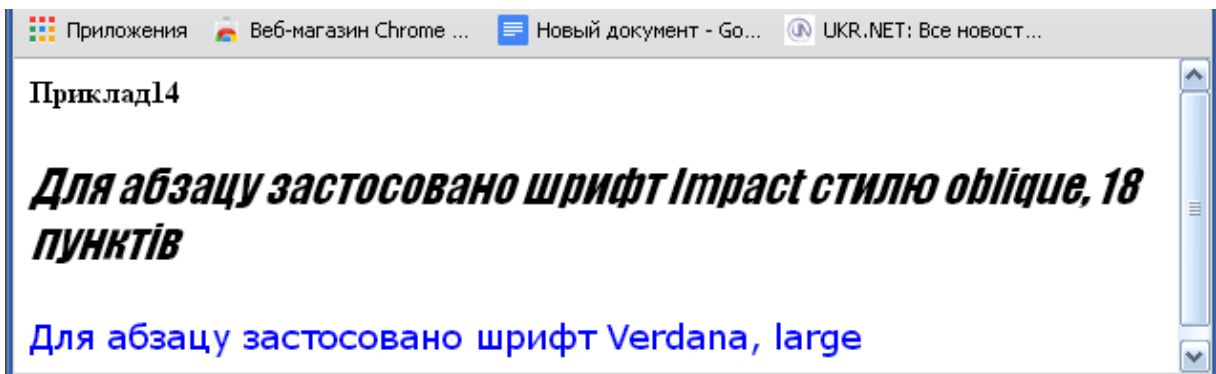 Приложения Веб-магазин Chrome ... Новый документ - Go... UKR.NET: Все новост...
Приклад14
Для абзацу застосовано шрифт Impact стилю oblique, 18
пунктів
Для абзацу застосовано шрифт Verdana, large